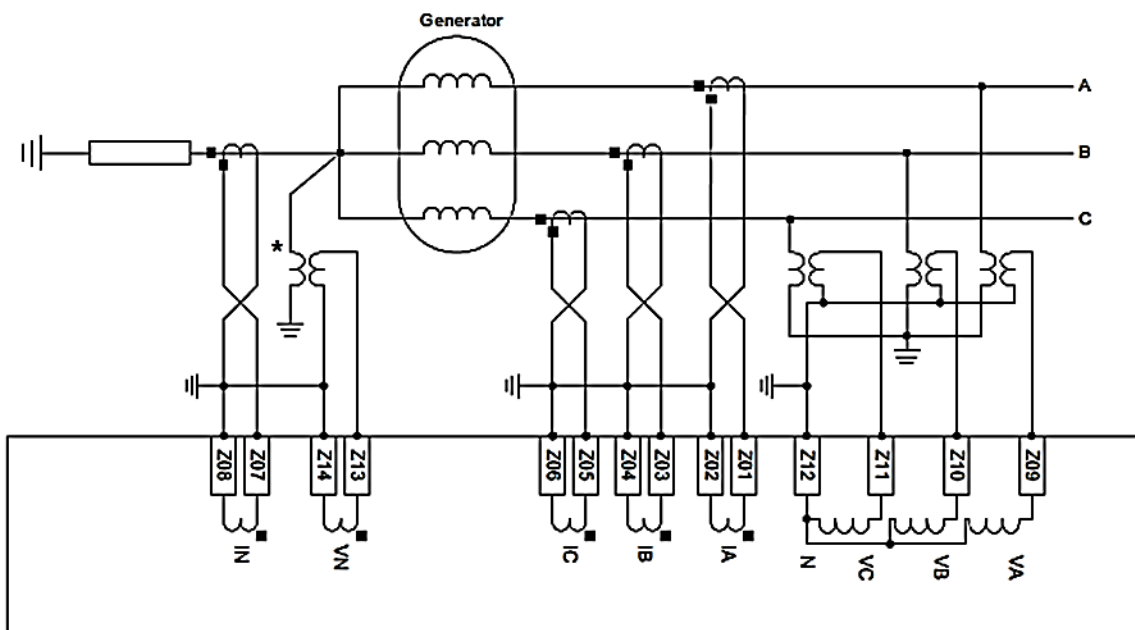 Generator
A
B
C
*
Z08
Z07
Z14
Z13
Z06
Z05
Z04
Z03
Z02
Z01
Z12
Z11
Z10
Z09
IN
VN
IC
IB
IA
N
VC
VB
VA